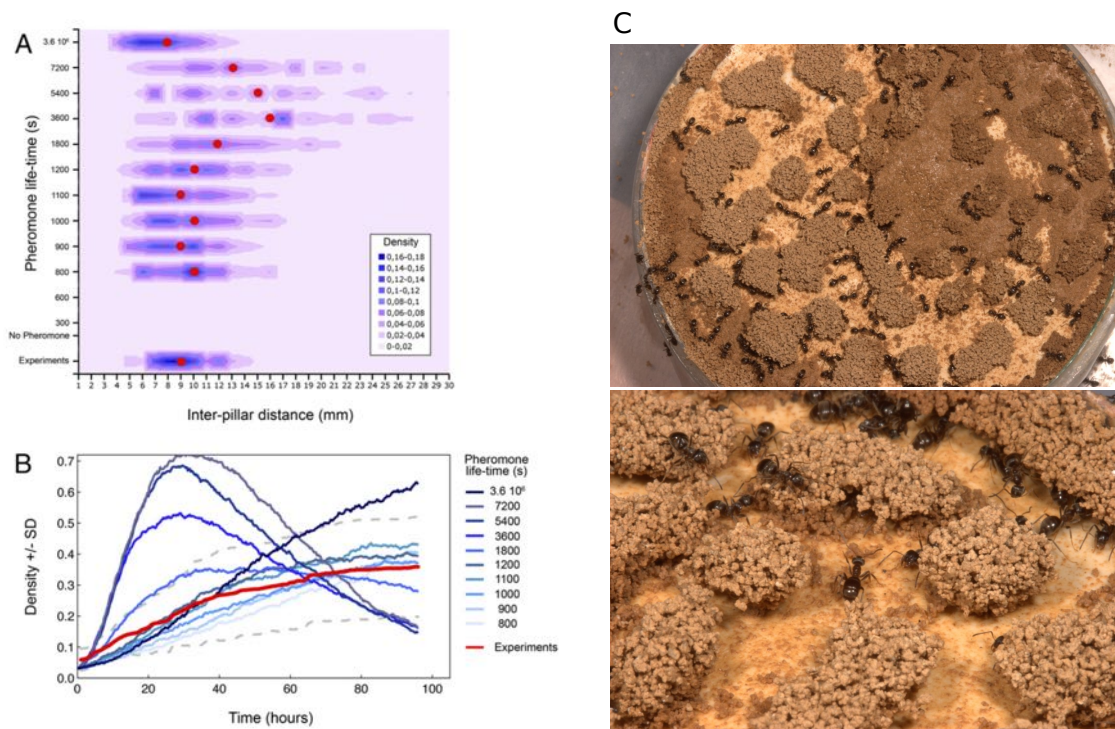 A
Pheromone life-time (s)
3.6 10⁶
7200
5400
3600
1800
1200
1100
1000
900
800
600
300
No Pheromone
Experiments
Density
0,16-0,18
0,14-0,16
0,12-0,14
0,1-0,12
0,08-0,1
0,06-0,08
0,04-0,06
0,02-0,04
0-0,02
1 2 3 4 5 6 7 8 9 10 11 12 13 14 15 16 17 18 19 20 21 22 23 24 25 26 27 28 29 30
Inter-pillar distance (mm)
B
Density +/- SD
0.7
0.6
0.5
0.4
0.3
0.2
0.1
0
0 20 40 60 80 100
Time (hours)
Pheromone
life-time (s)
3.6 10⁶
7200
5400
3600
1800
1200
1100
1000
900
800
Experiments
C